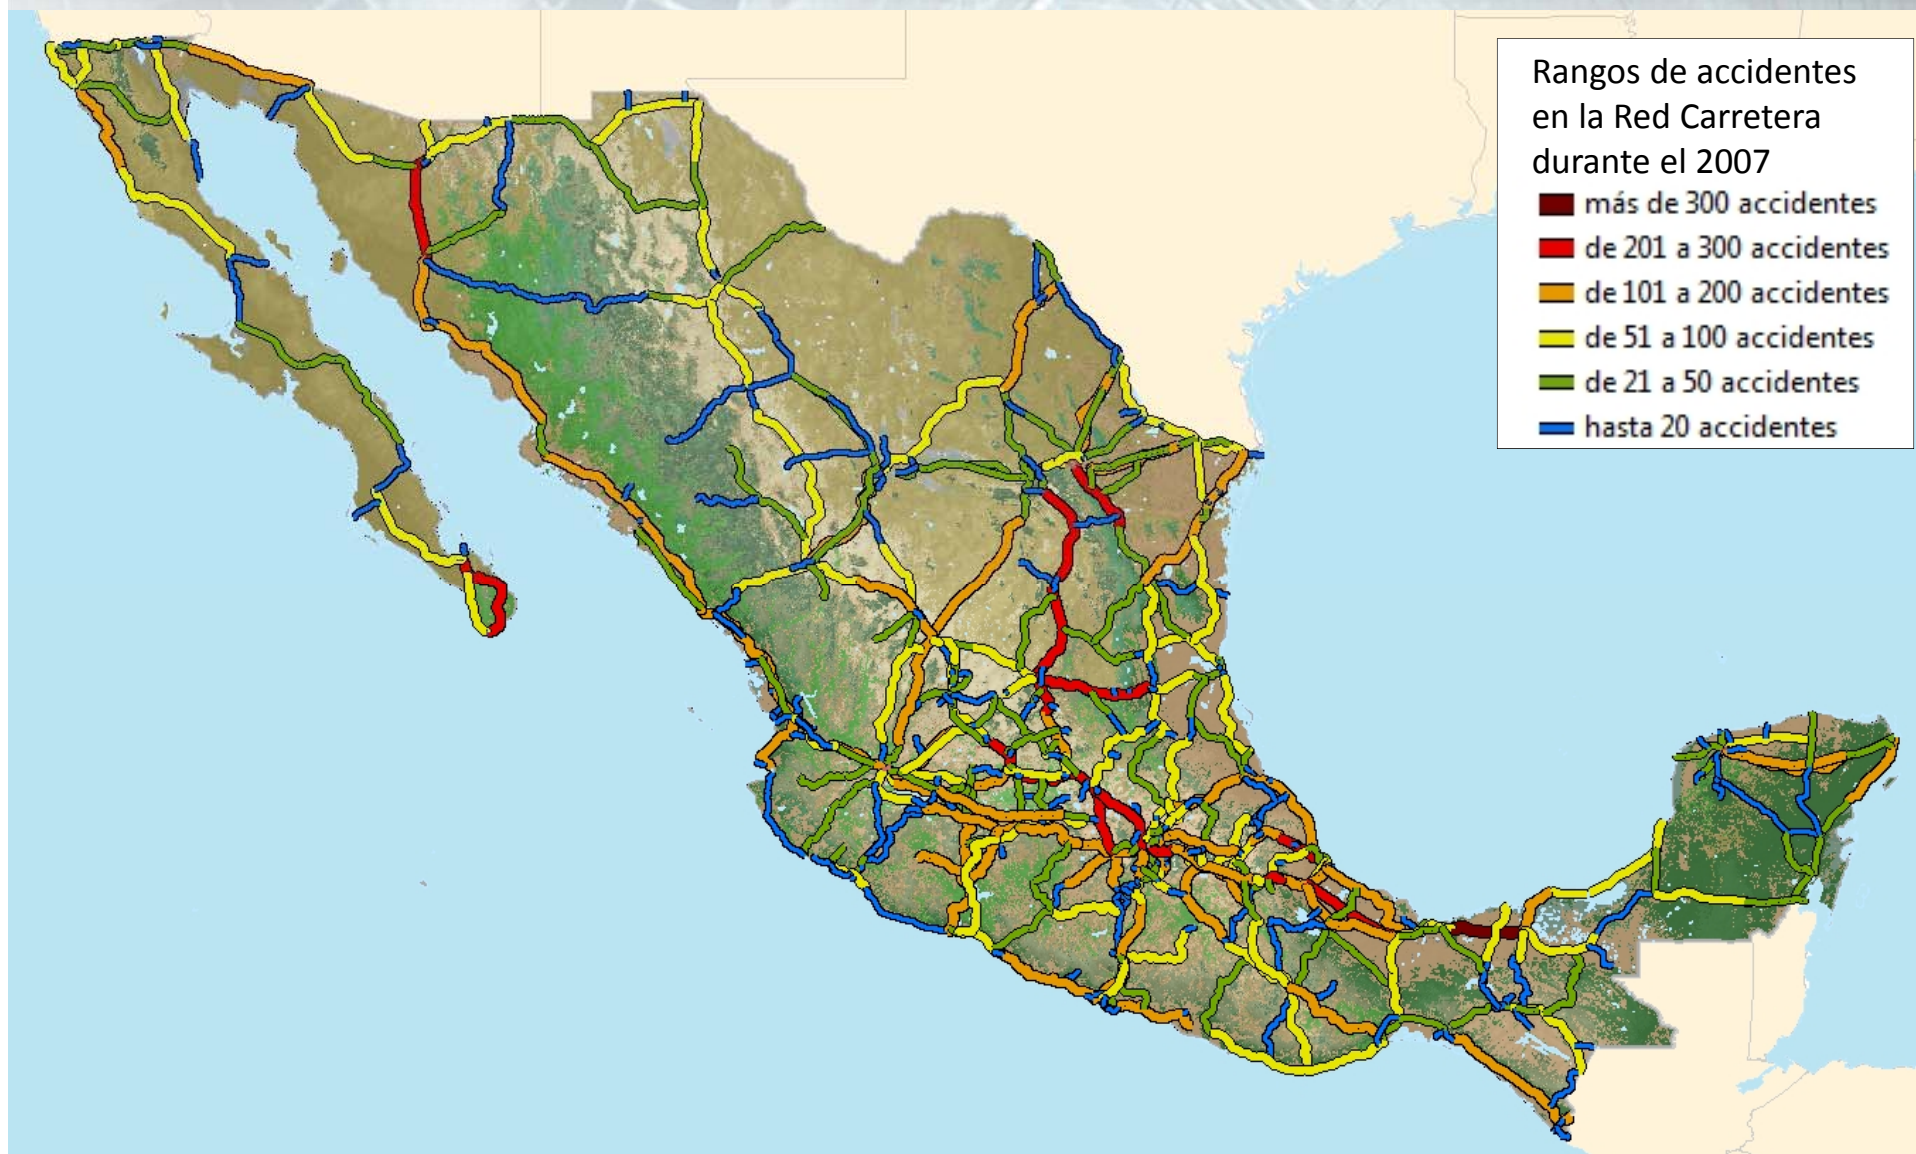 Rangos de accidentes
en la Red Carretera
durante el 2007
más de 300 accidentes
de 201 a 300 accidentes
de 101 a 200 accidentes
de 51 a 100 accidentes
de 21 a 50 accidentes
hasta 20 accidentes